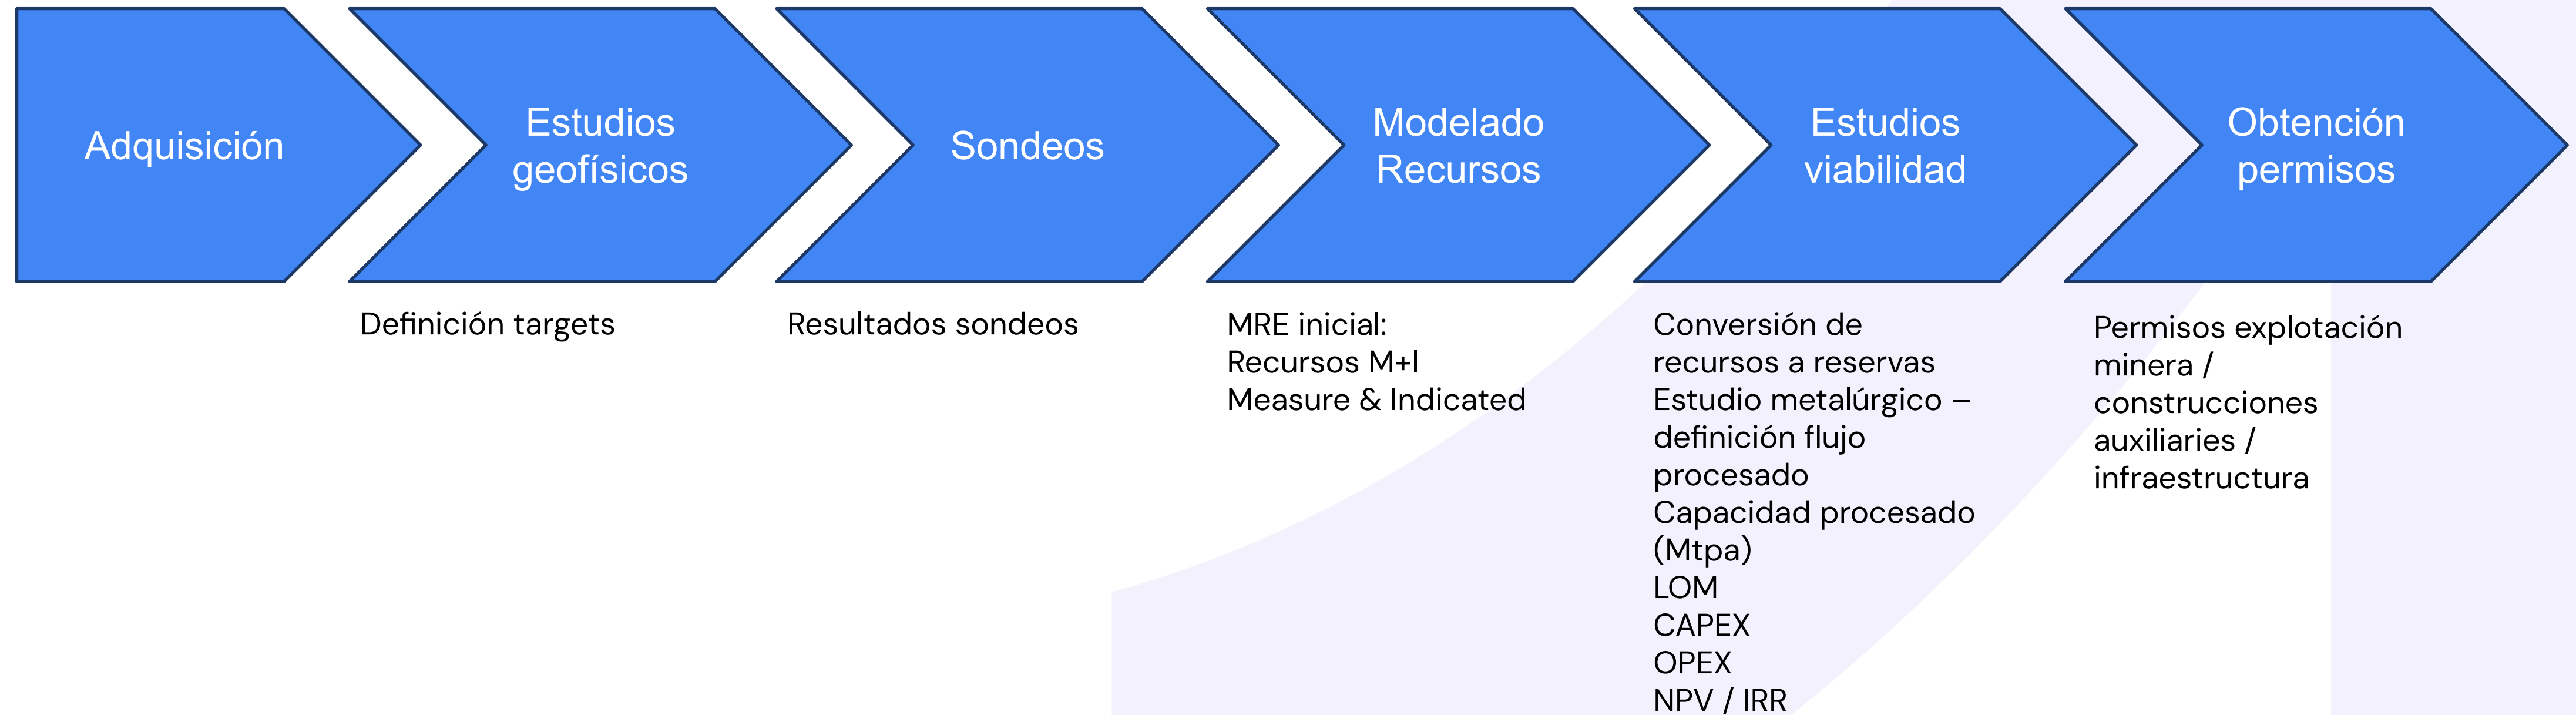 Adquisición
Estudios
geofísicos
Sondeos
Modelado
Recursos
Estudios
viabilidad
Obtención
permisos
Definición targets
Resultados sondeos
MRE inicial:
Recursos M+I
Measure & Indicated
Conversión de
recursos a reservas
Estudio metalúrgico –
definición flujo
procesado
Capacidad procesado
(Mtpa)
LOM
CAPEX
OPEX
NPV / IRR
Permisos explotación
minera /
construcciones
auxiliaries /
infraestructura